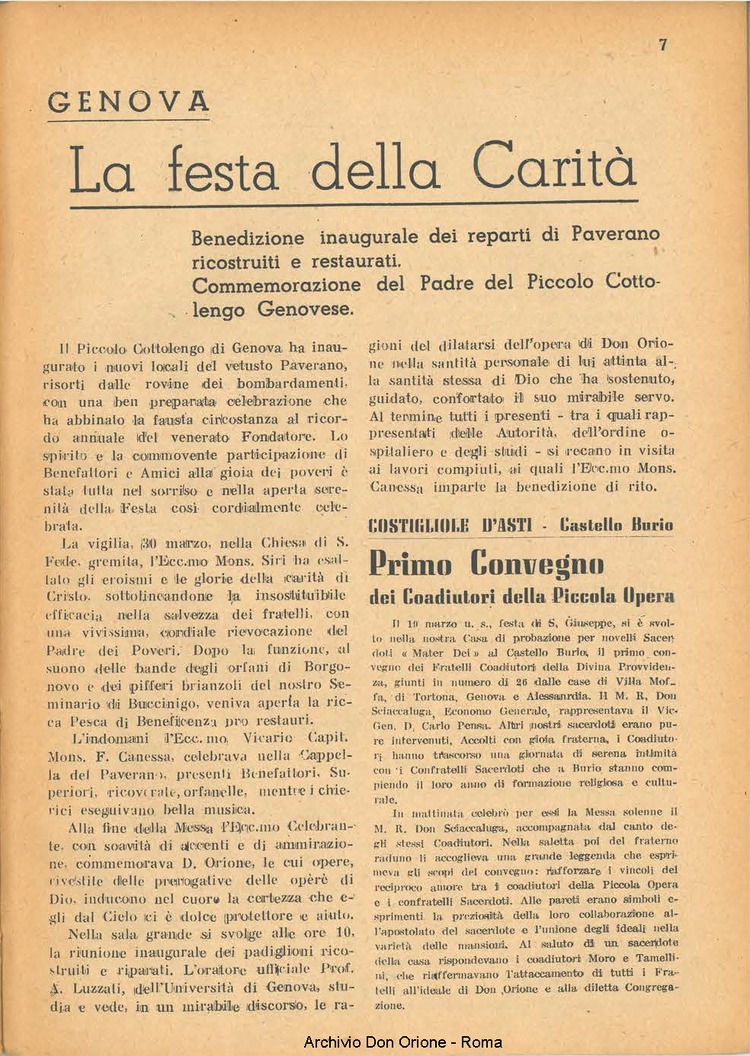 7
GENOVA
La festa della Carità
Benedizione inaugurale dei reparti di Paverano
ricostruiti e restaurati.
Commemorazione del Padre del Piccolo Cotto-
lengo Genovese.
Il Piccolo Cottolengo di Genova ha inau-
gurato i nuovi locali del vetusto Paverano,
risorti dalle rovine dei bombardamenti,
con una ben preparata celebrazione che
ha abbinato la fausta circostanza al ricor-
do annuale del venerato Fondatore. Lo
spirito e la commovente partecipazione di
Benefattori e Amici alla gioia dei poveri è
stata tutta nel sorriso e nella aperta sere-
nità della Festa così cordialmente cele-
brata.
La vigilia, 30 marzo, nella Chiesa di S.
Fede, gremita, l'Ecc.mo Mons. Siri ha esal-
tato gli eroismi e le glorie della carità di
Cristo, sottolineandone la insostituibile
efficacia nella salvezza dei fratelli, con
una vivissima, cordiale rievocazione del
Padre dei Poveri. Dopo la funzione, al
suono delle bande degli orfani di Borgo-
novo e dei pifferi brianzoli del nostro Se-
minario di Buccinigo, veniva aperta la ric-
ca Pesca di Beneficenza pro restauri.
L'indomani l'Ecc.mo, Vicario Capit.
Mons. F. Canessa, celebrava nella Cappel-
la del Paverano, presenti Benefattori, Su-
periori, ricoverate, orfanelle, mentre i chie-
rici eseguivano bella musica.
Alla fine della Messa l'Ecc.mo Celebran-
te, con soavità di accenti e di ammirazio-
ne, commemorava D. Orione, le cui opere,
rivestite delle prerogative delle opèrè di
Dio, inducono nel cuore la certezza che e-
gli dal Cielo ci è dolce protettore e aiuto.
Nella sala grande si svolge alle ore 10,
la riunione inaugurale dei padiglioni rico-
struiti e riparati. L'oratore ufficiale Prof.
A. Luzzati, dell'Università di Genova, stu-
dia e vede, in un mirabile discorso, le ra-
gioni del dilatarsi dell'opera di Don Orio-
ne nella santità personale di lui attinta al-
la santità stessa di Dio che ha sostenuto,
guidato, confortato il suo mirabile servo.
Al termine tutti i presenti - tra i quali rap-
presentati delle Autorità, dell'ordine o-
spitaliero e degli studi - si recano in visita
ai lavori compiuti, ai quali l'Ecc.mo Mons.
Canessa imparte la benedizione di rito.
COSTIGLIOLE D'ASTI - Castello Burio
Primo Convegno
dei Coadiutori della Piccola Opera
Il 19 marzo u. s., festa di S, Giuseppe, si è svol-
to nella nostra Casa di probazione per novelli Sacer-
doti « Mater Dei » al Castello Burio, il primo con-
vegno dei Fratelli Coadiutori della Divina Provviden-
za, giunti in numero di 26 dalle case di Villa Mof_
fa, di Tortona, Genova e Alessanrdia. Il M. R, Don
Sciaccaluga, Economo Generale, rappresentava il Vic-
Gen. D. Carlo Pensa. Altri nostri sacerdoti erano pu-
re intervenuti, Accolti con gioia fraterna, i Coadiuto-
ri hanno trascorso una giornata di serena intimità
con i Confratelli Sacerdoti che a Burio stanno com-
piendo il loro anno di formazione religiosa e cultu-
rale.
In mattinata celebrò per essi la Messa solenne il
M. R. Don Sciaccaluga, accompagnata dal canto de-
gli stessi Coadiutori. Nella saletta poi del fraterno
raduno li accoglieva una grande leggenda che espri-
meva gli scopi del convegno: rafforzare i vincoli del
reciproco amore tra i coadiutori della Piccola Opera
e i confratelli Sacerdoti. Alle pareti erano simboli e-
sprimenti la preziosità della loro collaborazione al-
l'apostolato del sacerdote e l'unione degli ideali nella
varietà delle mansioni. Al saluto di un sacerdote
della casa rispondevano i coadiutori Moro e Tamelli-
ni, che riaffermavano l'attaccamento di tutti i Fra-
telli all'ideale di Don Orione e alla diletta Congrega-
zione.
Archivio Don Orione - Roma